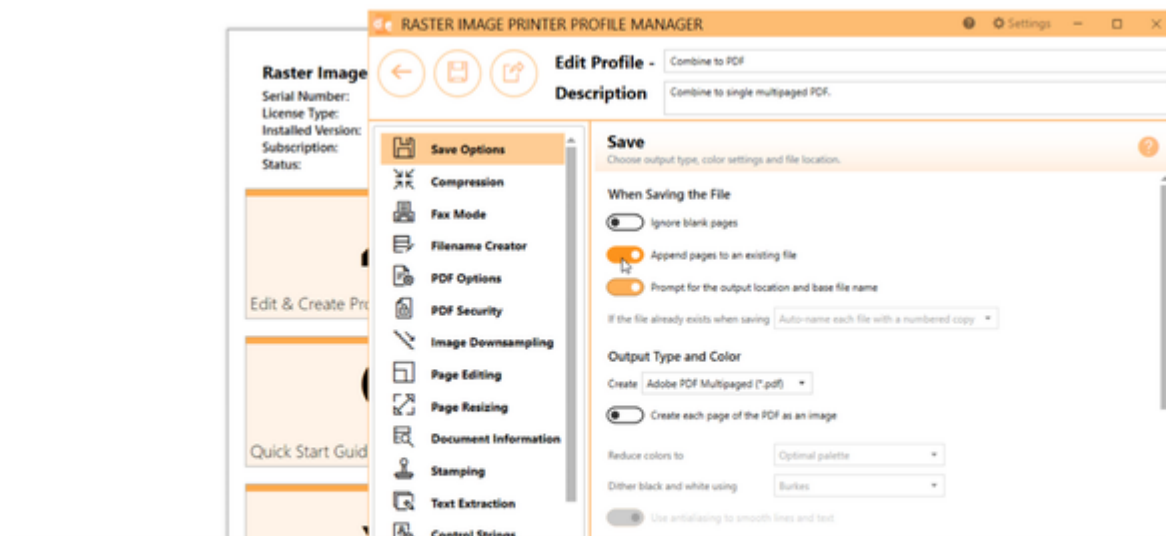 RASTER IMAGE PRINTER PROFILE MANAGER
Settings
Edit Profile - Combine to PDF
Description Combine to single multipaged PDF.
Raster Image
Serial Number:
License Type:
Installed Version:
Subscription:
Status:
Edit & Create Pro
Quick Start Guid
Save Options
Compression
Fax Mode
Filename Creator
PDF Options
PDF Security
Image Downsampling
Page Editing
Page Resizing
Document Information
Stamping
Text Extraction
Control Strings
Save
Choose output type, color settings and file location.
When Saving the File
Ignore blank pages
Append pages to an existing file
Prompt for the output location and base file name
If the file already exists when saving Auto-name each file with a numbered copy
Output Type and Color
Create Adobe PDF Multipaged (*.pdf)
Create each page of the PDF as an image
Reduce colors to Optimal palette
Dither black and white using Burkes
Use antialiasing to smooth lines and text